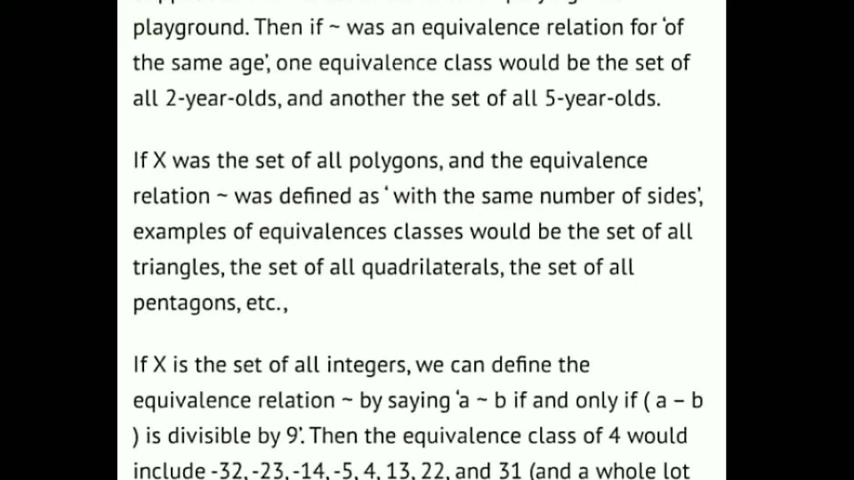 playground. Then if ~ was an equivalence relation for ‘of
the same age’, one equivalence class would be the set of
all 2-year-olds, and another the set of all 5-year-olds.
If X was the set of all polygons, and the equivalence
relation ~ was defined as ‘ with the same number of sides’,
examples of equivalences classes would be the set of all
triangles, the set of all quadrilaterals, the set of all
pentagons, etc.,
If X is the set of all integers, we can define the
equivalence relation ~ by saying ‘a ~ b if and only if ( a – b
) is divisible by 9’. Then the equivalence class of 4 would
include -32, -23, -14, -5, 4, 13, 22, and 31 (and a whole lot